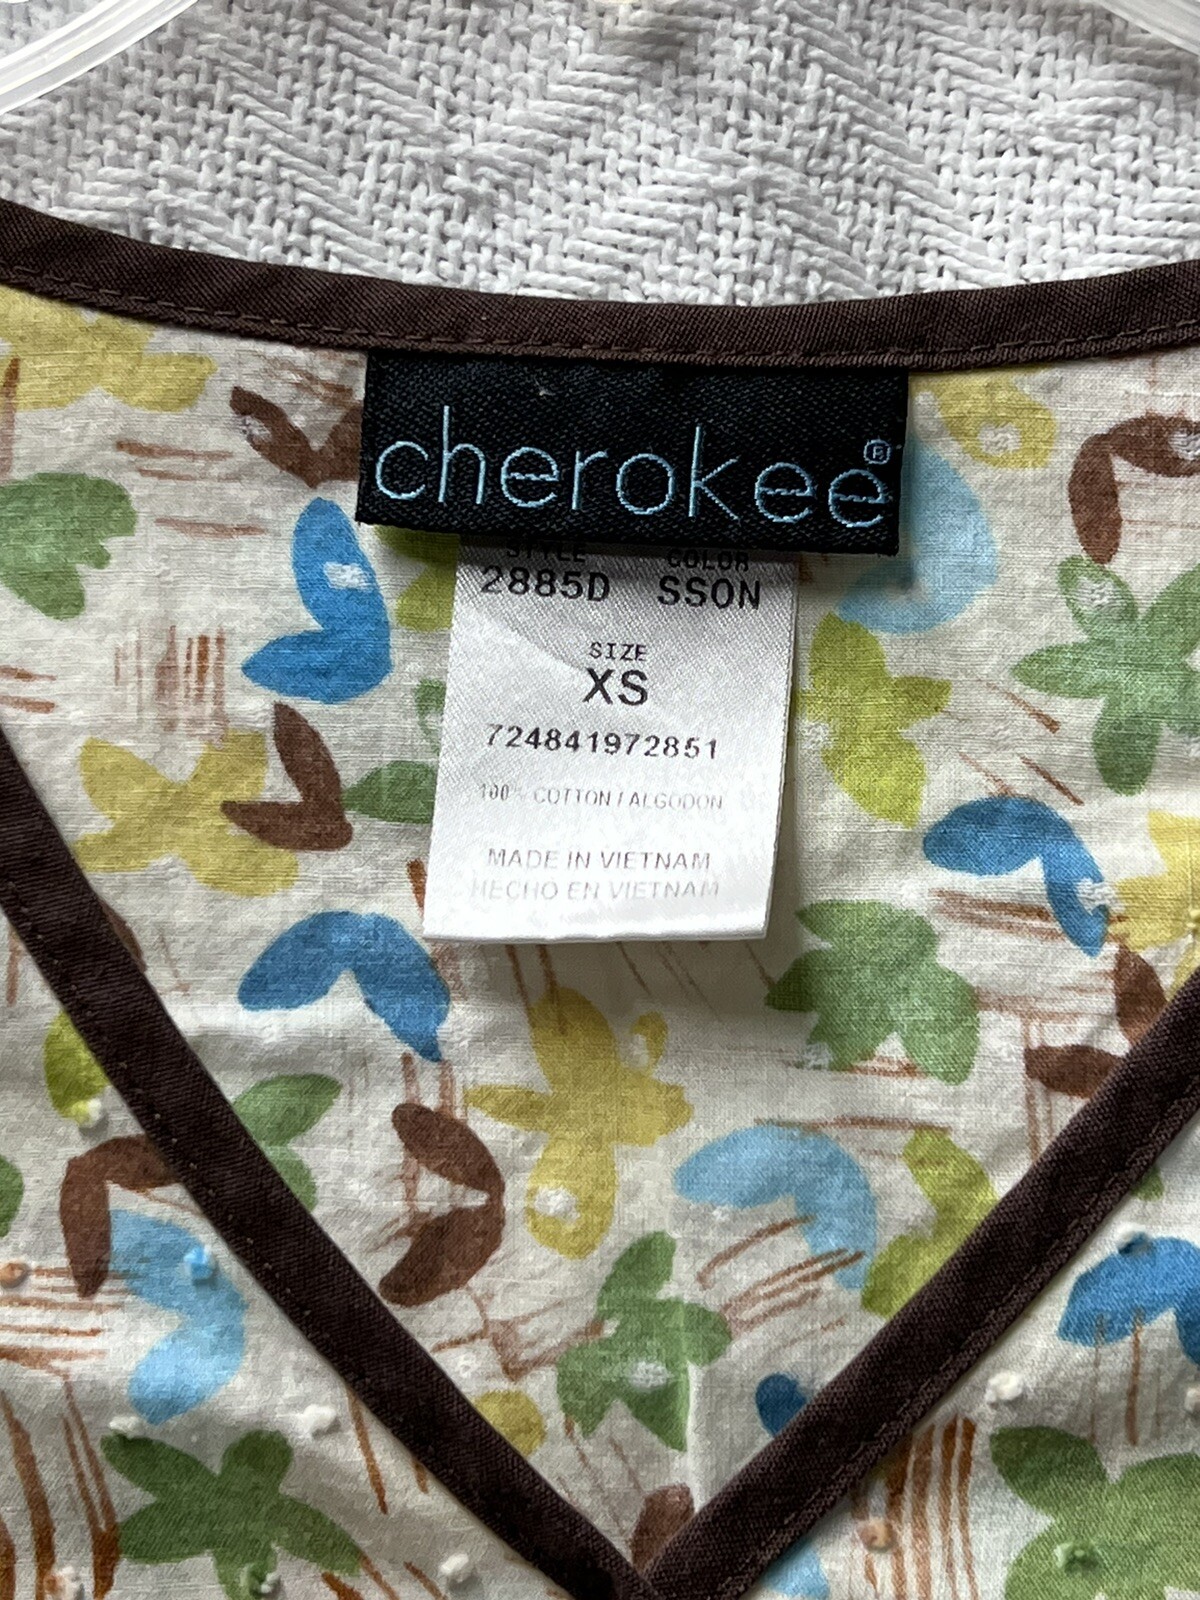 cherokee®
STYLE COLOR
2885D SSON
SIZE
XS
724841972851
100% COTTON / ALGODON
MADE IN VIETNAM
HECHO EN VIETNAM